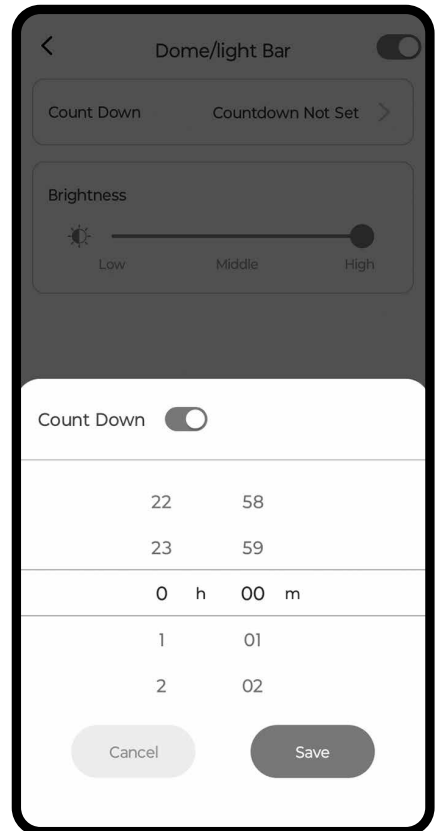 Dome/light Bar
Count Down Countdown Not Set
Brightness
Low Middle High
Count Down
22 58
23 59
0 h 00 m
1 01
2 02
Cancel Save